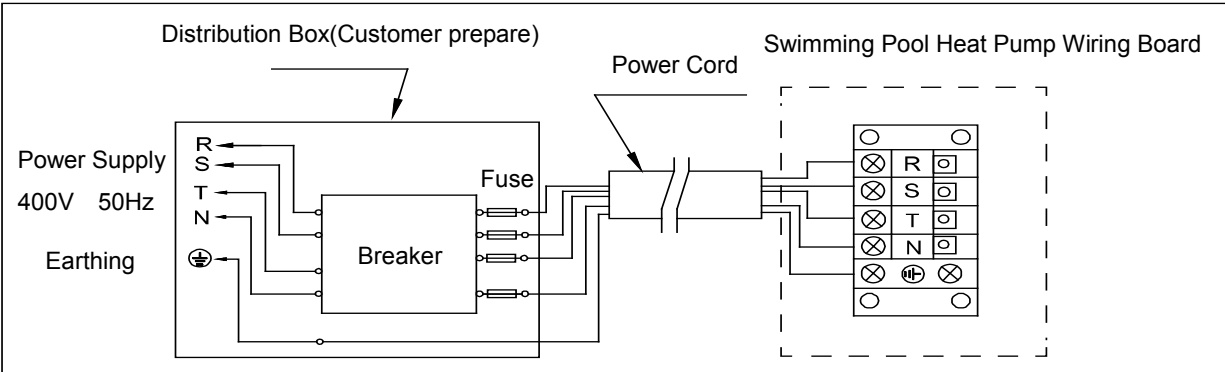 Distribution Box(Customer prepare)
Swimming Pool Heat Pump Wiring Board
Power Cord
Power Supply
400V 50Hz
Earthing
R
S
T
N
Breaker
Fuse
R
S
T
N